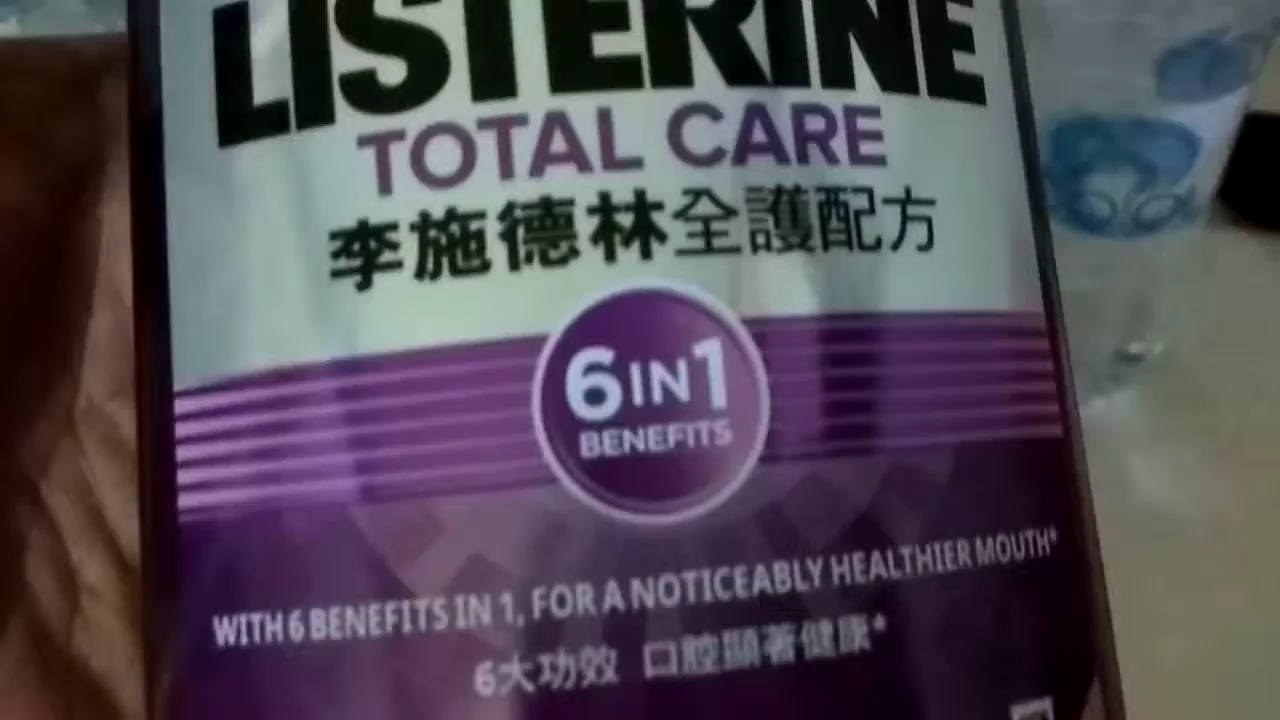 LISTERINE
TOTAL CARE
李施德林全護配方
6 IN 1
BENEFITS
WITH 6 BENEFITS IN 1, FOR A NOTICEABLY HEALTHIER MOUTH*
6大功效 口腔顯著健康*